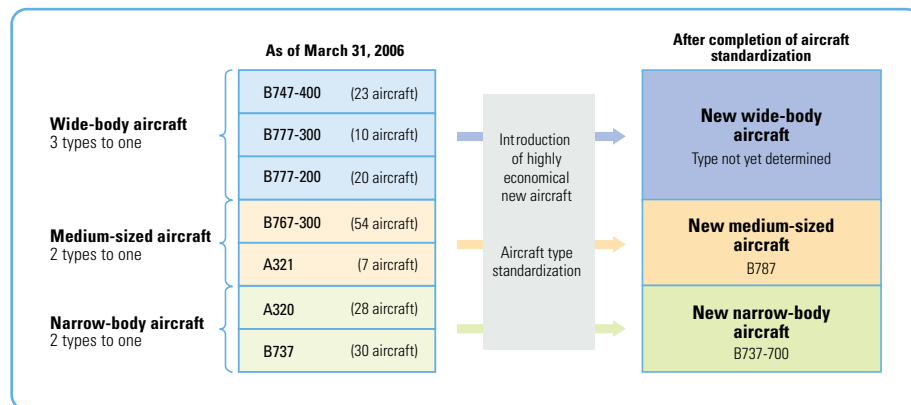 As of March 31, 2006
After completion of aircraft
standardization
Wide-body aircraft
3 types to one
B747-400 (23 aircraft)
B777-300 (10 aircraft)
B777-200 (20 aircraft)
Medium-sized aircraft
2 types to one
B767-300 (54 aircraft)
A321 (7 aircraft)
Narrow-body aircraft
2 types to one
A320 (28 aircraft)
B737 (30 aircraft)
Introduction
of highly
economical
new aircraft
Aircraft type
standardization
New wide-body
aircraft
Type not yet determined
New medium-sized
aircraft
B787
New narrow-body
aircraft
B737-700